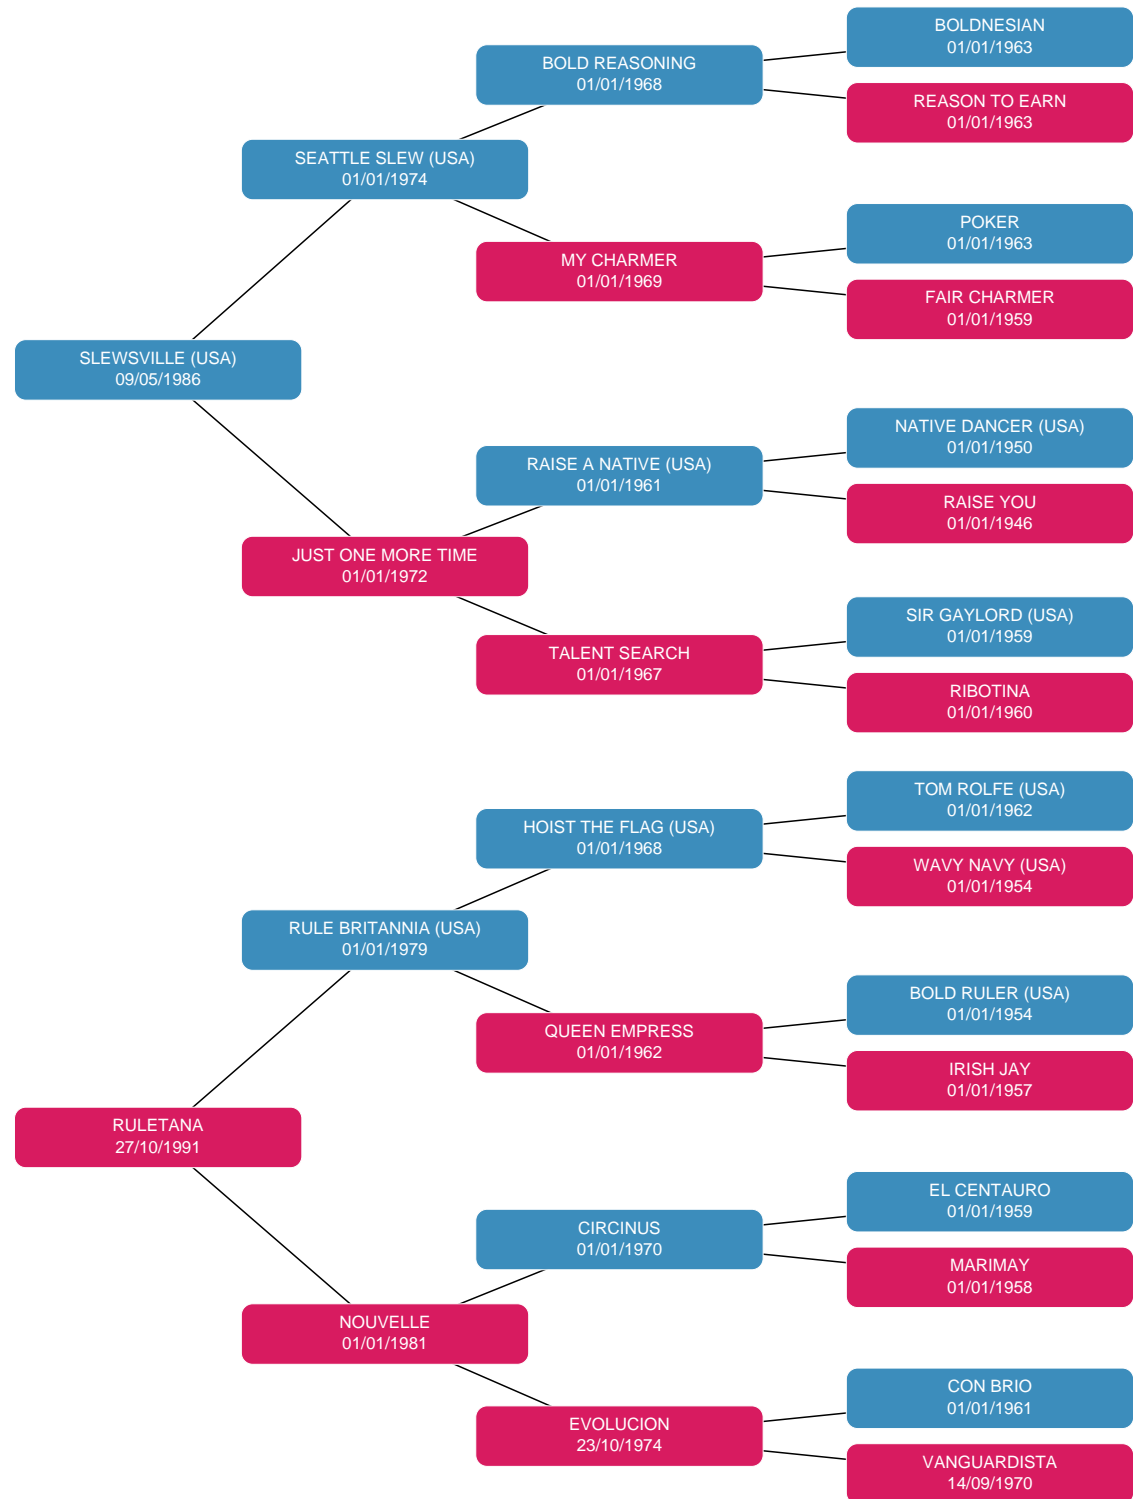 BOLDNESIAN
01/01/1963
BOLD REASONING
01/01/1968
REASON TO EARN
01/01/1963
SEATTLE SLEW (USA)
01/01/1974
POKER
01/01/1963
MY CHARMER
01/01/1969
FAIR CHARMER
01/01/1959
SLEWSVILLE (USA)
09/05/1986
NATIVE DANCER (USA)
01/01/1950
RAISE A NATIVE (USA)
01/01/1961
RAISE YOU
01/01/1946
JUST ONE MORE TIME
01/01/1972
SIR GAYLORD (USA)
01/01/1959
TALENT SEARCH
01/01/1967
RIBOTINA
01/01/1960
TOM ROLFE (USA)
01/01/1962
HOIST THE FLAG (USA)
01/01/1968
WAVY NAVY (USA)
01/01/1954
RULE BRITANNIA (USA)
01/01/1979
BOLD RULER (USA)
01/01/1954
QUEEN EMPRESS
01/01/1962
IRISH JAY
01/01/1957
RULETANA
27/10/1991
EL CENTAURO
01/01/1959
CIRCINUS
01/01/1970
MARIMAY
01/01/1958
NOUVELLE
01/01/1981
CON BRIO
01/01/1961
EVOLUCION
23/10/1974
VANGUARDISTA
14/09/1970